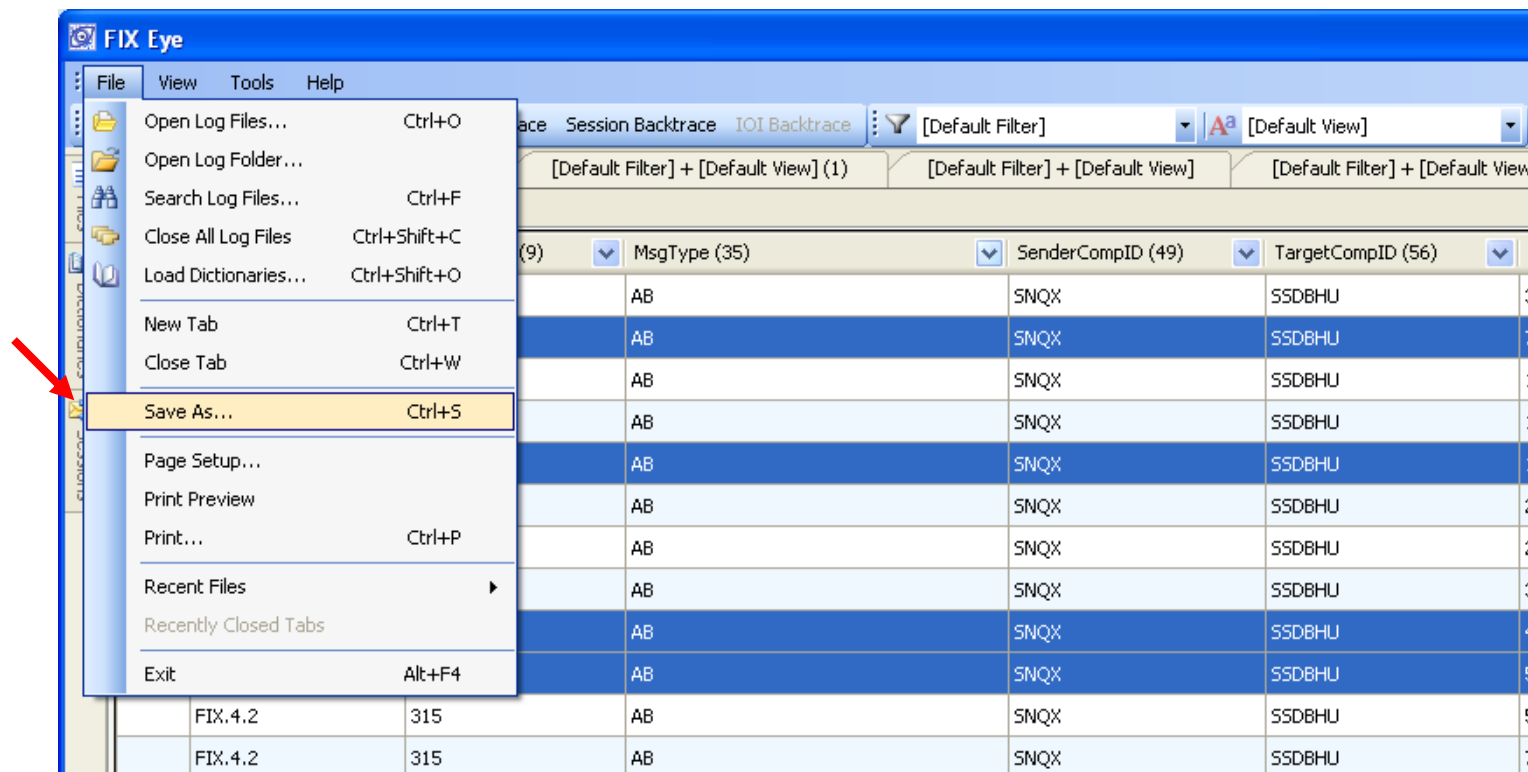 FIX Eye
File View Tools Help
Session Backtrace IOI Backtrace [Default Filter] [Default View]
[Default Filter] + [Default View] (1) [Default Filter] + [Default View] [Default Filter] + [Default View
Open Log Files... Ctrl+O
Open Log Folder...
Search Log Files... Ctrl+F
Close All Log Files Ctrl+Shift+C
Load Dictionaries... Ctrl+Shift+O
New Tab Ctrl+T
Close Tab Ctrl+W
Save As... Ctrl+S
Page Setup...
Print Preview
Print... Ctrl+P
Recent Files
Recently Closed Tabs
Exit Alt+F4
(9) MsgType (35) SenderCompID (49) TargetCompID (56)
AB SNQX SSDBHU
AB SNQX SSDBHU
AB SNQX SSDBHU
AB SNQX SSDBHU
AB SNQX SSDBHU
AB SNQX SSDBHU
AB SNQX SSDBHU
AB SNQX SSDBHU
AB SNQX SSDBHU
AB SNQX SSDBHU
FIX.4.2 315 AB SNQX SSDBHU
FIX.4.2 315 AB SNQX SSDBHU